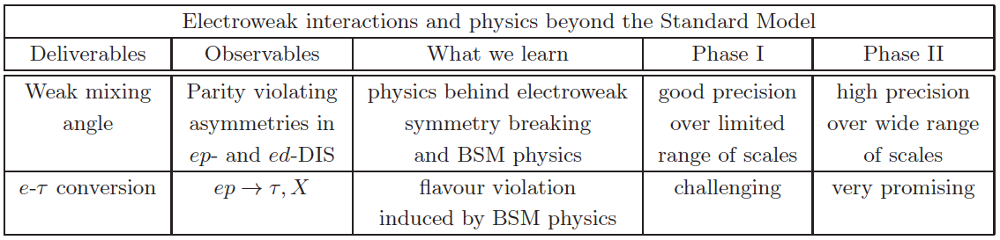 Electroweak interactions and physics beyond the Standard Model
Deliverables Observables What we learn Phase I Phase II
Weak mixing Parity violating physics behind electroweak good precision high precision
angle asymmetries in symmetry breaking over limited over wide range
ep- and ed-DIS and BSM physics range of scales of scales
e-τ conversion ep → τ, X flavour violation challenging very promising
induced by BSM physics